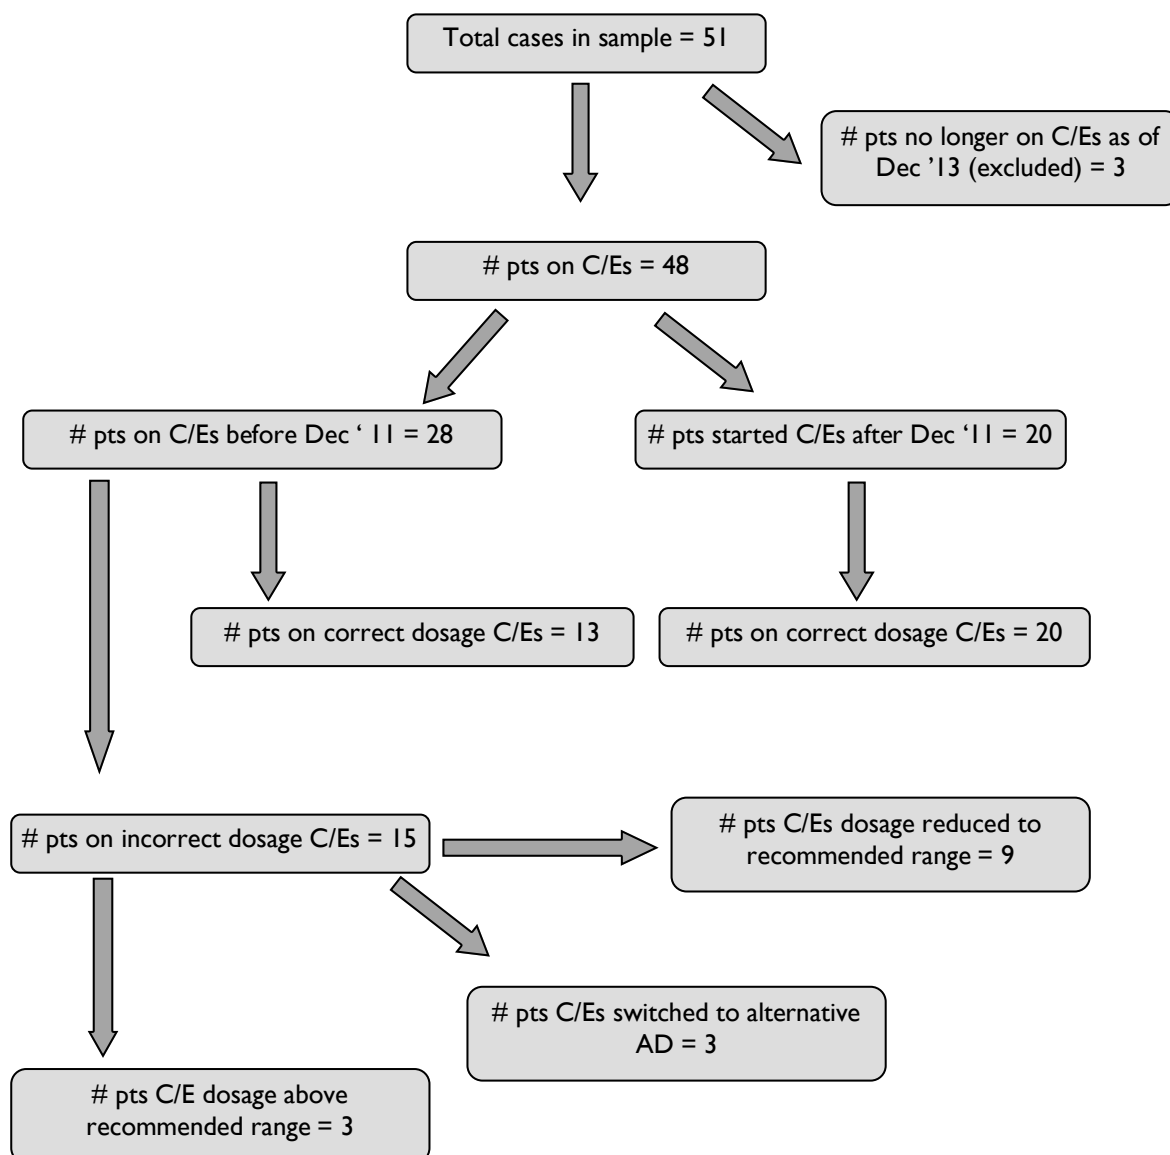 Total cases in sample = 51
# pts no longer on C/Es as of
Dec ’13 (excluded) = 3
# pts on C/Es = 48
# pts on C/Es before Dec ‘ 11 = 28
# pts started C/Es after Dec ‘11 = 20
# pts on correct dosage C/Es = 13
# pts on correct dosage C/Es = 20
# pts on incorrect dosage C/Es = 15
# pts C/Es dosage reduced to
recommended range = 9
# pts C/Es switched to alternative
AD = 3
# pts C/E dosage above
recommended range = 3